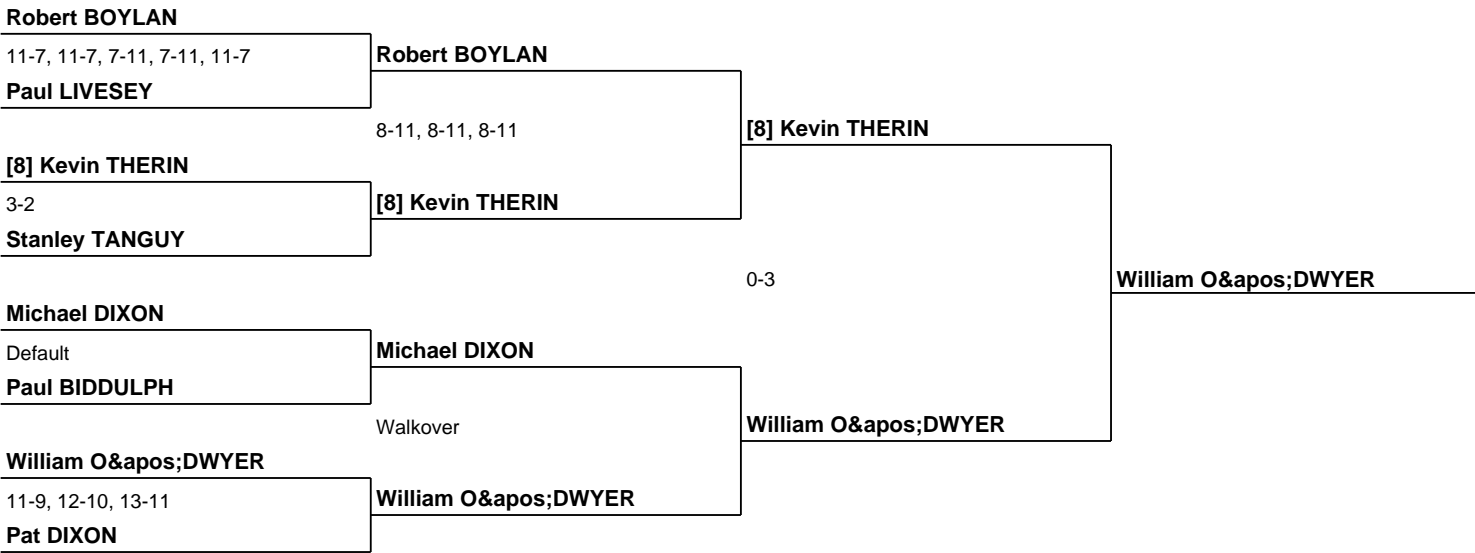 Robert BOYLAN
11-7, 11-7, 7-11, 7-11, 11-7
Robert BOYLAN
Paul LIVESEY
8-11, 8-11, 8-11
[8] Kevin THERIN
[8] Kevin THERIN
3-2
[8] Kevin THERIN
Stanley TANGUY
0-3
William O&apos;DWYER
Michael DIXON
Default
Michael DIXON
Paul BIDDULPH
Walkover
William O&apos;DWYER
William O&apos;DWYER
11-9, 12-10, 13-11
William O&apos;DWYER
Pat DIXON